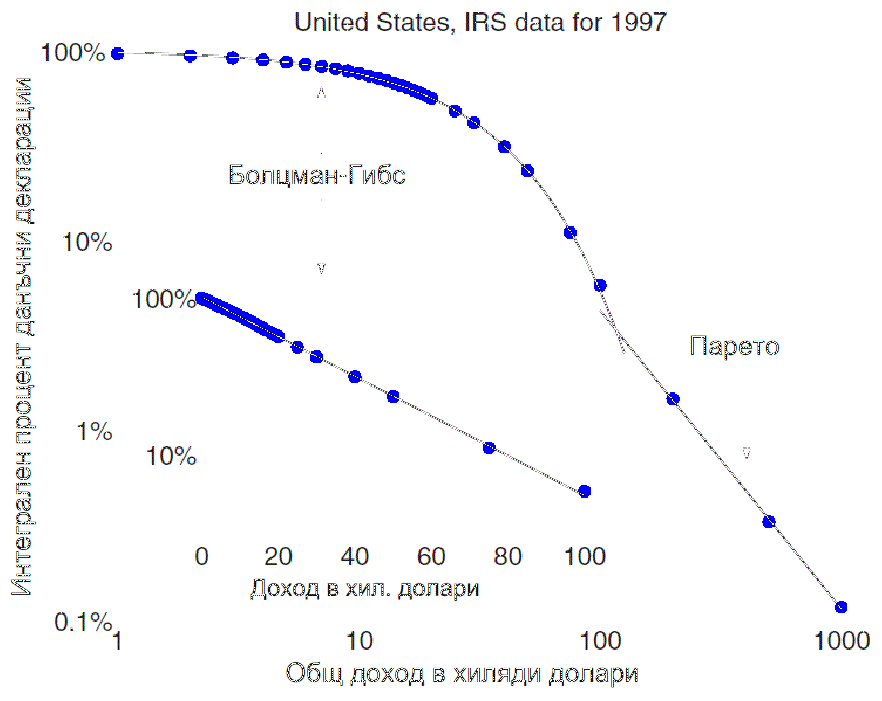 United States, IRS data for 1997
Интегрален процент данъчни декларации
100%
10%
1%
0.1%
Болцман-Гибс
Парето
100%
10%
0 20 40 60 80 100
Доход в хил. долари
1 10 100 1000
Общ доход в хиляди долари